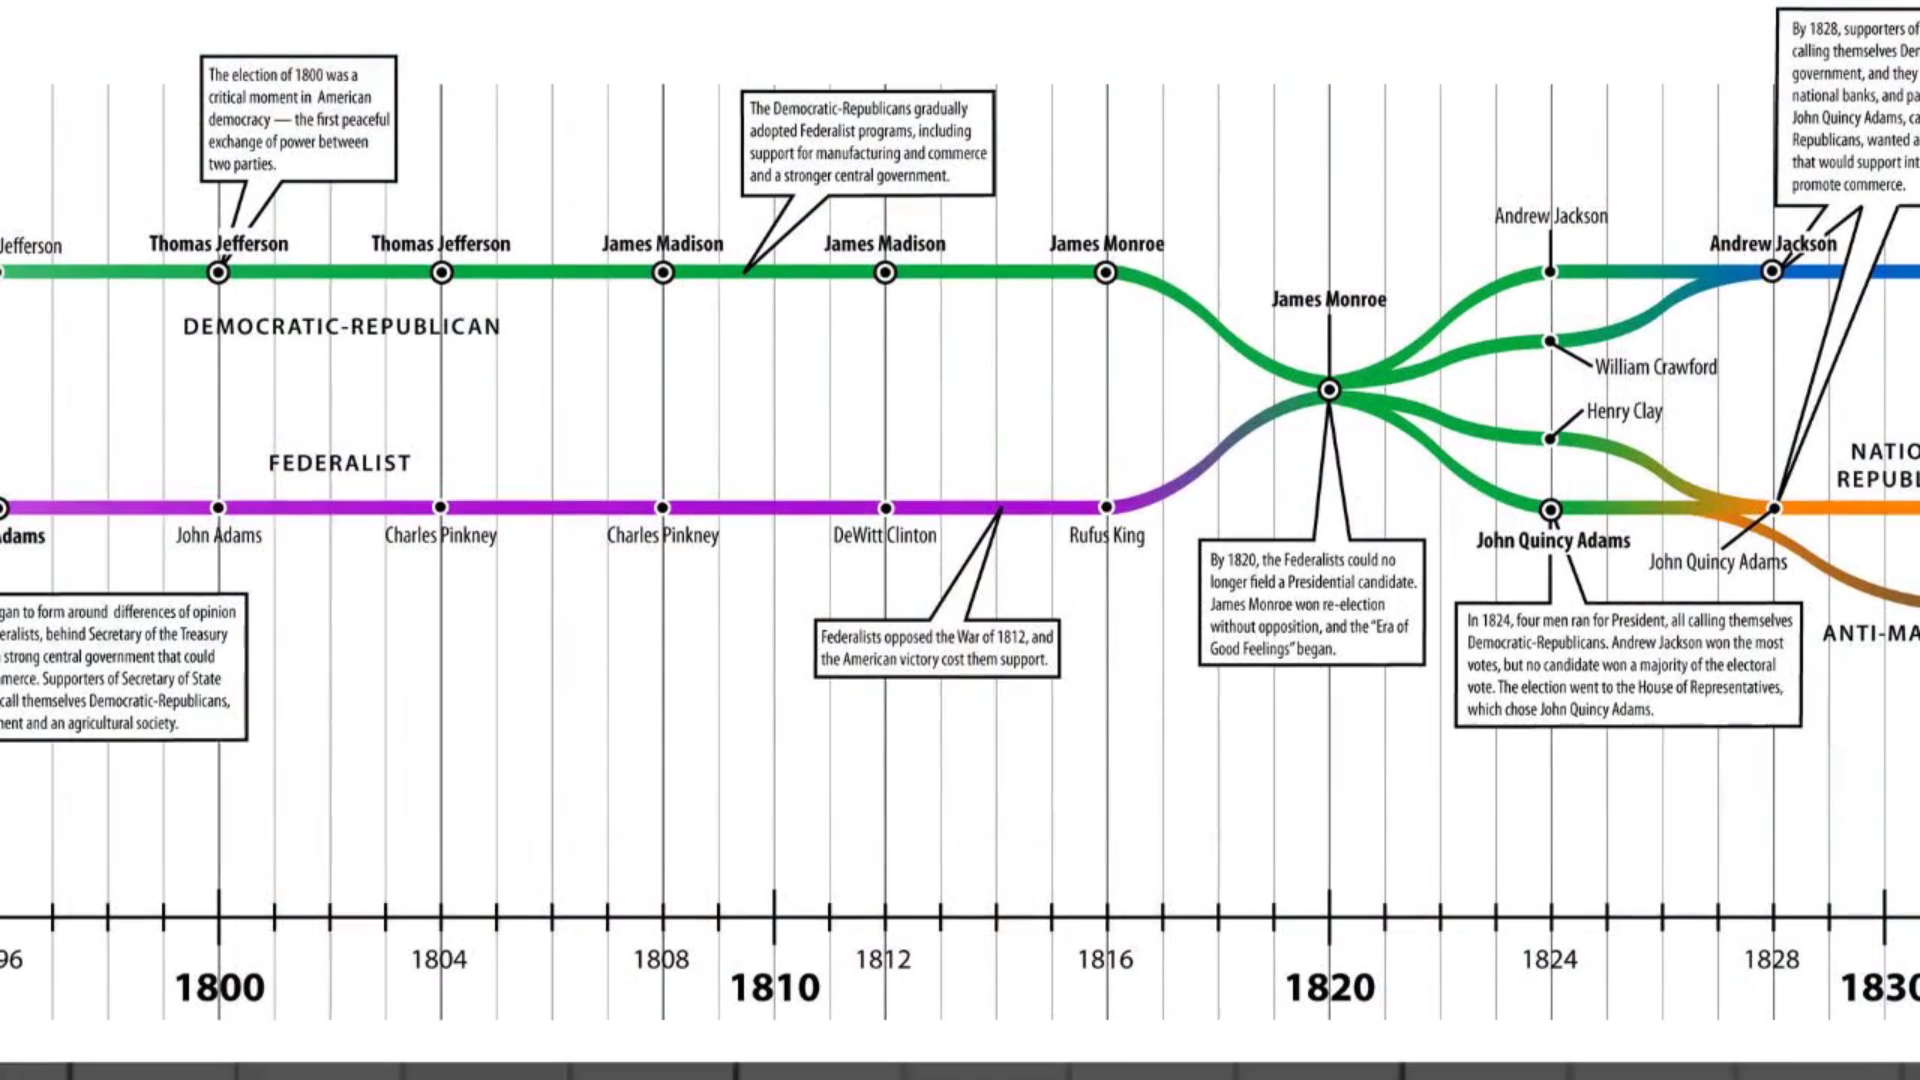 The election of 1800 was a
critical moment in American
democracy — the first peaceful
exchange of power between
two parties.
The Democratic-Republicans gradually
adopted Federalist programs, including
support for manufacturing and commerce
and a stronger central government.
By 1828, supporters of
calling themselves
government, and they
national banks, and
John Quincy Adams,
Republicans, wanted
that would support
promote commerce.
Jefferson
Thomas Jefferson
Thomas Jefferson
James Madison
James Madison
James Monroe
James Monroe
Andrew Jackson
Andrew Jackson
DEMOCRATIC-REPUBLICAN
William Crawford
Henry Clay
FEDERALIST
John Adams
Charles Pinkney
Charles Pinkney
DeWitt Clinton
Rufus King
John Quincy Adams
John Quincy Adams
to form around differences of opinion
behind Secretary of the Treasury
strong central government that could
Supporters of Secretary of State
call themselves Democratic-Republicans,
and an agricultural society.
Federalists opposed the War of 1812, and
the American victory cost them support.
By 1820, the Federalists could no
longer field a Presidential candidate.
James Monroe won re-election
without opposition, and the "Era of
Good Feelings" began.
In 1824, four men ran for President, all calling themselves
Democratic-Republicans. Andrew Jackson won the most
votes, but no candidate won a majority of the electoral
vote. The election went to the House of Representatives,
which chose John Quincy Adams.
96
1804
1808
1812
1816
1824
1828
1800
1810
1820
1830